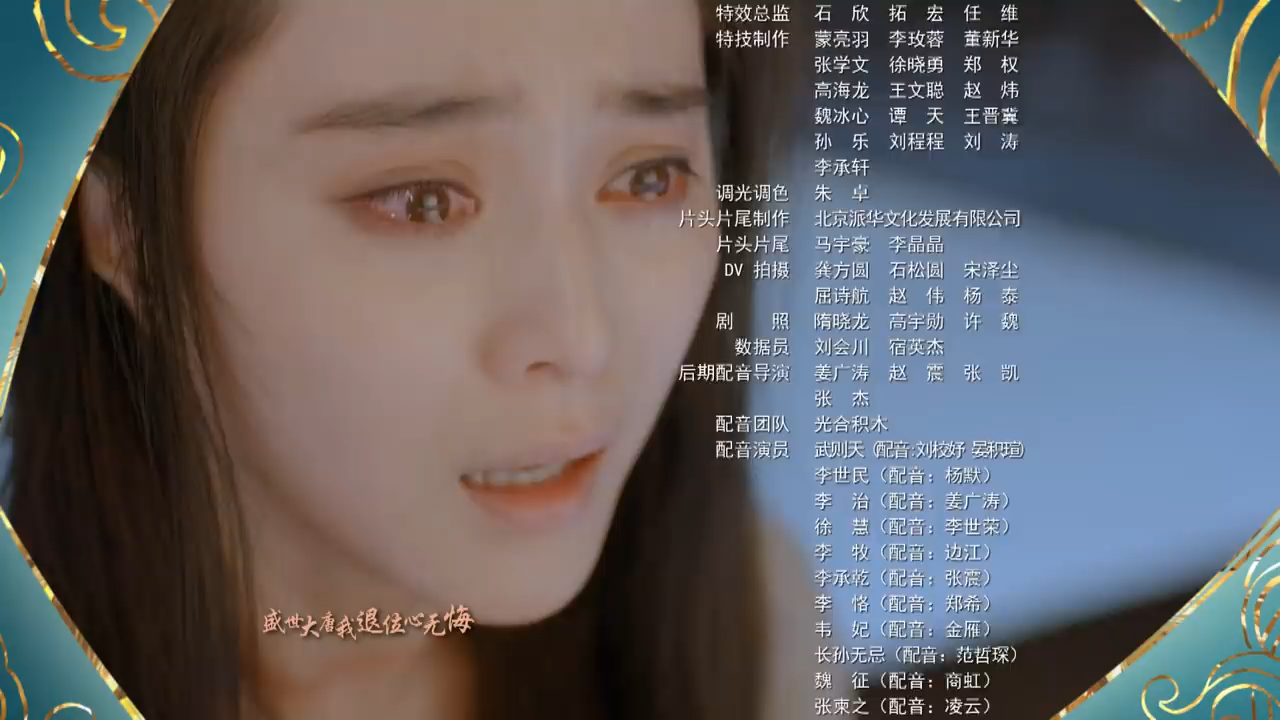 特效总监 石 欣 拓 宏 任 维
特技制作 蒙亮羽 李玫蓉 董新华
张学文 徐晓勇 郑 权
高海龙 王文聪 赵 炜
魏冰心 谭 天 王晋冀
孙 乐 刘程程 刘 涛
李承轩
调光调色 朱 卓
片头片尾制作 北京派华文化发展有限公司
片头片尾 马宇豪 李晶晶
DV 拍摄 龚方圆 石松圆 宋泽尘
屈诗航 赵 伟 杨 泰
剧 照 隋晓龙 高宇勋 许 魏
数据员 刘会川 宿英杰
后期配音导演 姜广涛 赵 震 张 凯
张 杰
配音团队 光合积木
配音演员 武则天（配音：刘校妤 晏积瑄）
李世民（配音：杨默）
李 治（配音：姜广涛）
徐 慧（配音：李世荣）
李 牧（配音：边江）
李承乾（配音：张震）
李 恪（配音：郑希）
韦 妃（配音：金雁）
长孙无忌（配音：范哲琛）
魏 征（配音：商虹）
张柬之（配音：凌云）
盛世大唐我退位心无悔